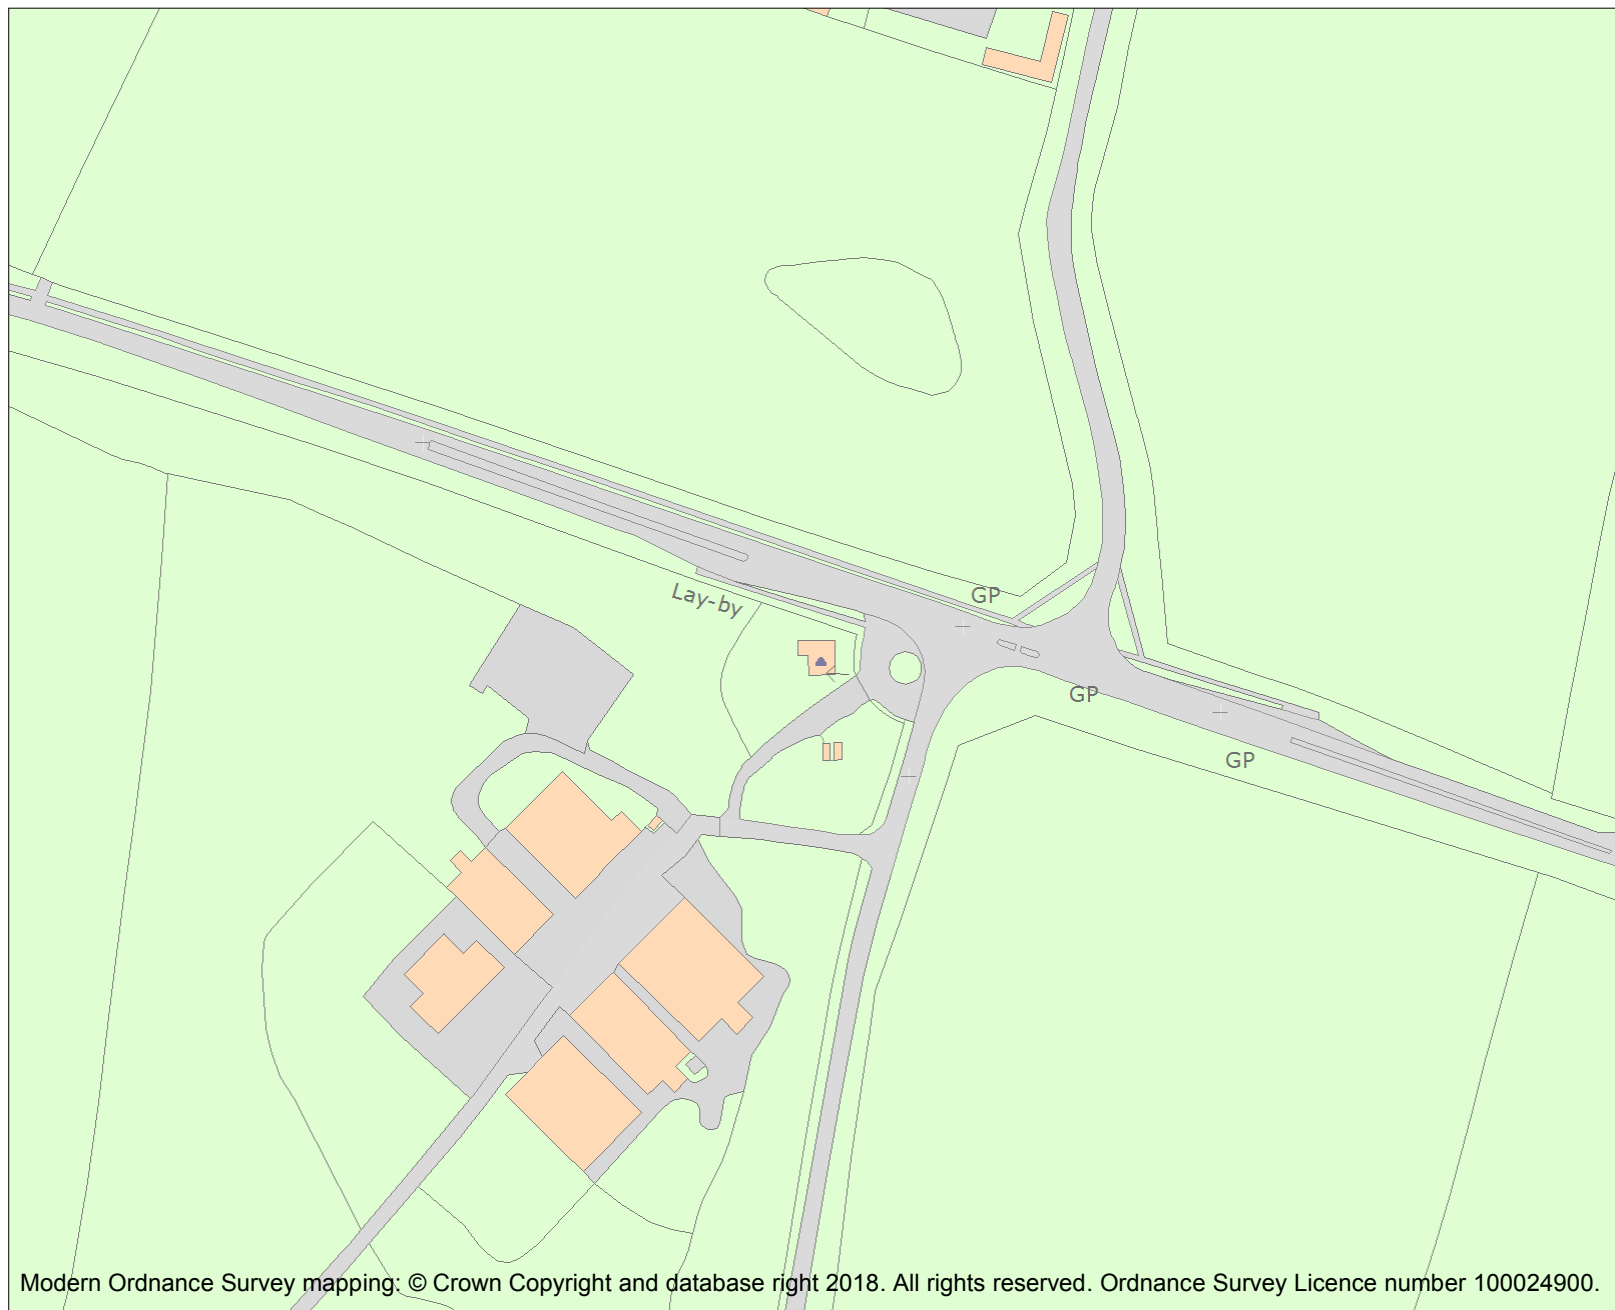 GP
Lay-by
GP
GP
Modern Ordnance Survey mapping: © Crown Copyright and database right 2018. All rights reserved. Ordnance Survey Licence number 100024900.